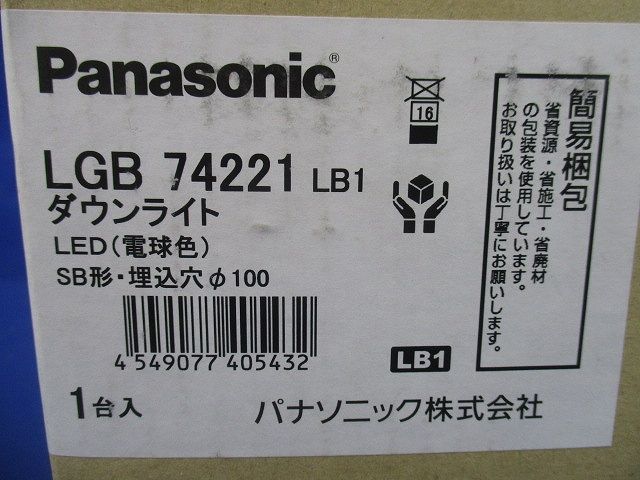 Panasonic®
16
LGB 74221 LB1
ダウンライト
LED(電球色)
SB形・埋込穴φ100
4 549077 405432
LB1
1台入
パナソニック株式会社
簡易梱包
省資源・省施工・省廃材
の包装を使用しています。
お取り扱いは丁寧にお願いします。